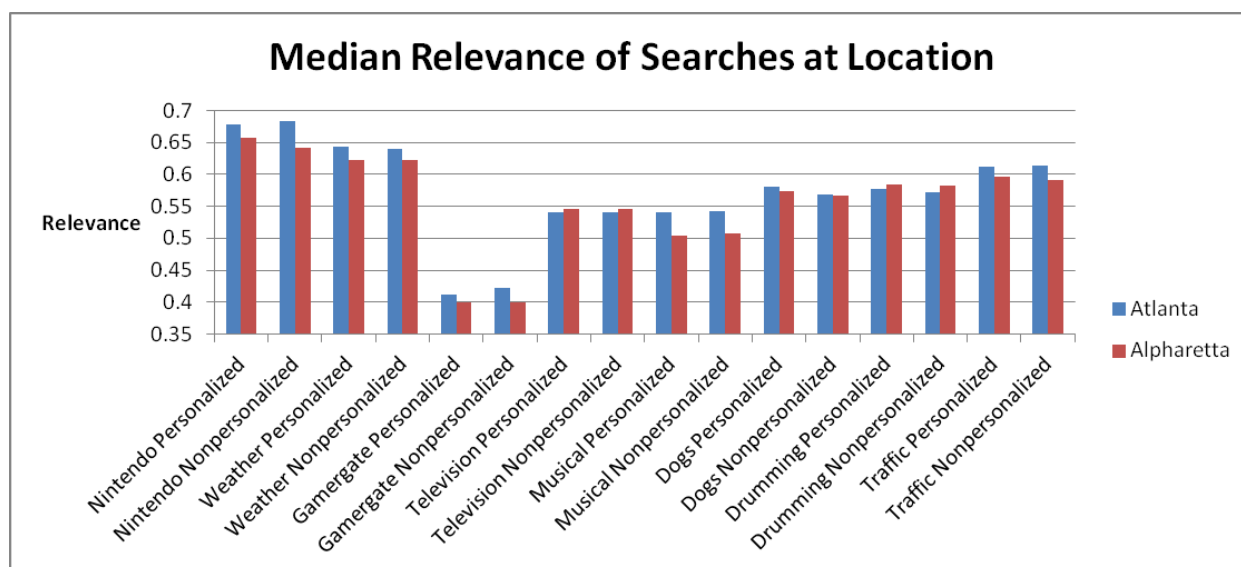 Median Relevance of Searches at Location
0.7
0.65
0.6
0.55
0.5
0.45
0.4
0.35
Relevance
Nintendo Personalized
Nintendo Nonpersonalized
Weather Personalized
Weather Nonpersonalized
Gamergate Personalized
Gamergate Nonpersonalized
Television Personalized
Television Nonpersonalized
Musical Personalized
Musical Nonpersonalized
Dogs Personalized
Dogs Nonpersonalized
Drumming Personalized
Drumming Nonpersonalized
Traffic Personalized
Traffic Nonpersonalized
Atlanta
Alpharetta